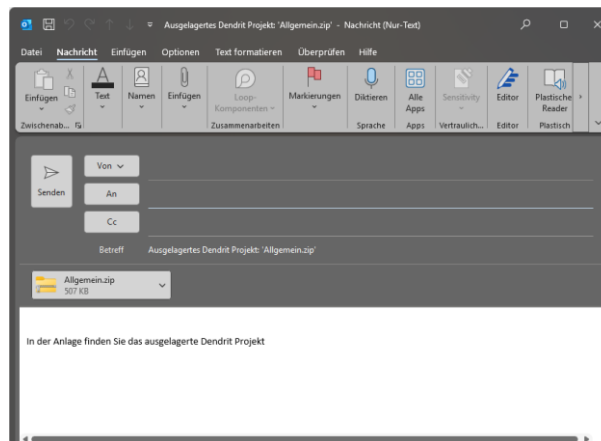 Ausgelagertes Dendrit Projekt: 'Allgemein.zip' - Nachricht (Nur-Text)
Datei Nachricht Einfügen Optionen Text formatieren Überprüfen Hilfe
Einfügen Text Namen Einfügen Loop-Komponenten Markierungen Diktieren Alle Apps Sensitivity Editor Plastischer Reader
Zwischenab... Zusammenarbeiten Sprache Apps Vertraulich... Editor Plastisch
Von
Senden
An
Cc
Betreff Ausgelagertes Dendrit Projekt: 'Allgemein.zip'
Allgemein.zip
507 KB
In der Anlage finden Sie das ausgelagerte Dendrit Projekt